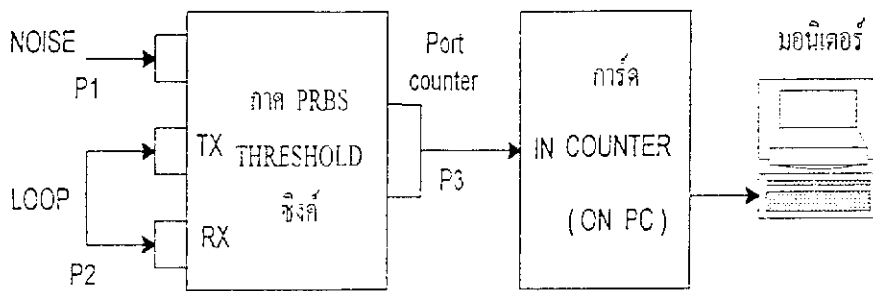 NOISE
P1
LOOP
P2
ภาค PRBS
TX
THRESHOLD
ซิงค์
RX
Port
counter
P3
การ์ด
IN COUNTER
(ON PC)
มอนิเตอร์